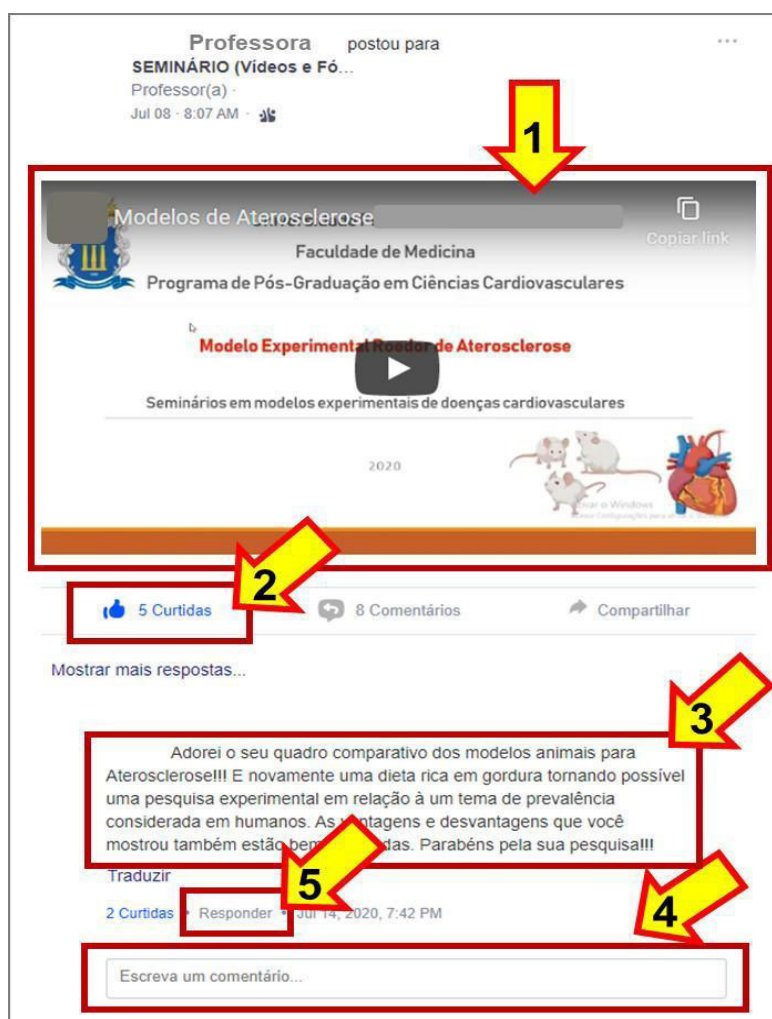 Professora postou para
SEMINÁRIO (Vídeos e Fó...
Professor(a) ·
Jul 08 · 8:07 AM ·
1
Modelos de Aterosclerose
Copiar link
Faculdade de Medicina
Programa de Pós-Graduação em Ciências Cardiovasculares
Modelo Experimental Roedor de Aterosclerose
Seminários em modelos experimentais de doenças cardiovasculares
2020
o Windows
2
5 Curtidas 8 Comentários Compartilhar
Mostrar mais respostas...
3
Adorei o seu quadro comparativo dos modelos animais para
Aterosclerose!!! E novamente uma dieta rica em gordura tornando possível
uma pesquisa experimental em relação à um tema de prevalência
considerada em humanos. As vantagens e desvantagens que você
mostrou também estão bem das. Parabéns pela sua pesquisa!!!
Traduzir
5
2 Curtidas • Responder • Jul 14, 2020, 7:42 PM
4
Escreva um comentário...